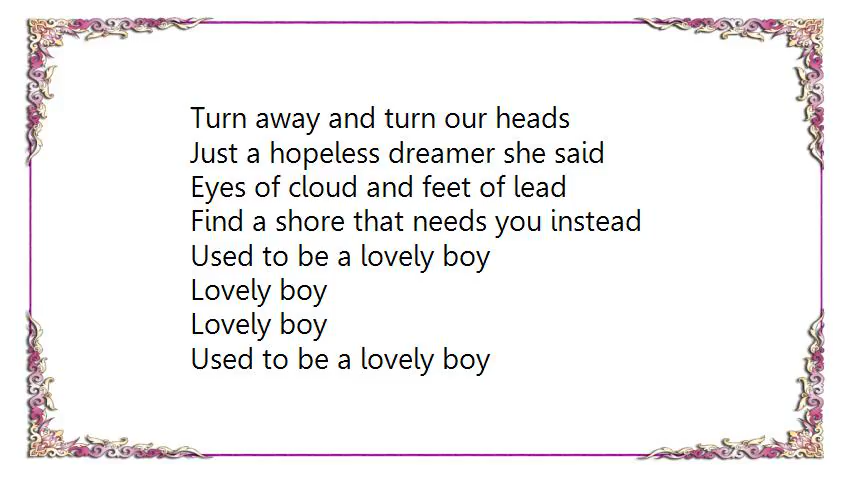 Turn away and turn our heads
Just a hopeless dreamer she said
Eyes of cloud and feet of lead
Find a shore that needs you instead
Used to be a lovely boy
Lovely boy
Lovely boy
Used to be a lovely boy